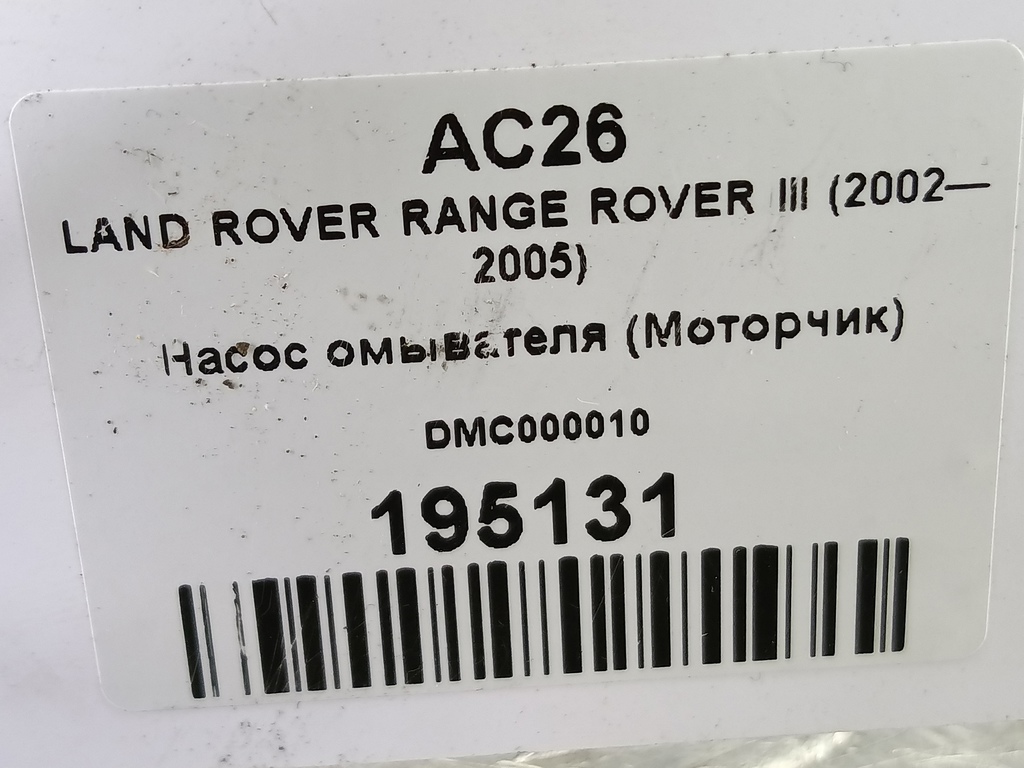 AC26
LAND ROVER RANGE ROVER III (2002—
2005)
Насос омывателя (Моторчик)
DMC000010
195131